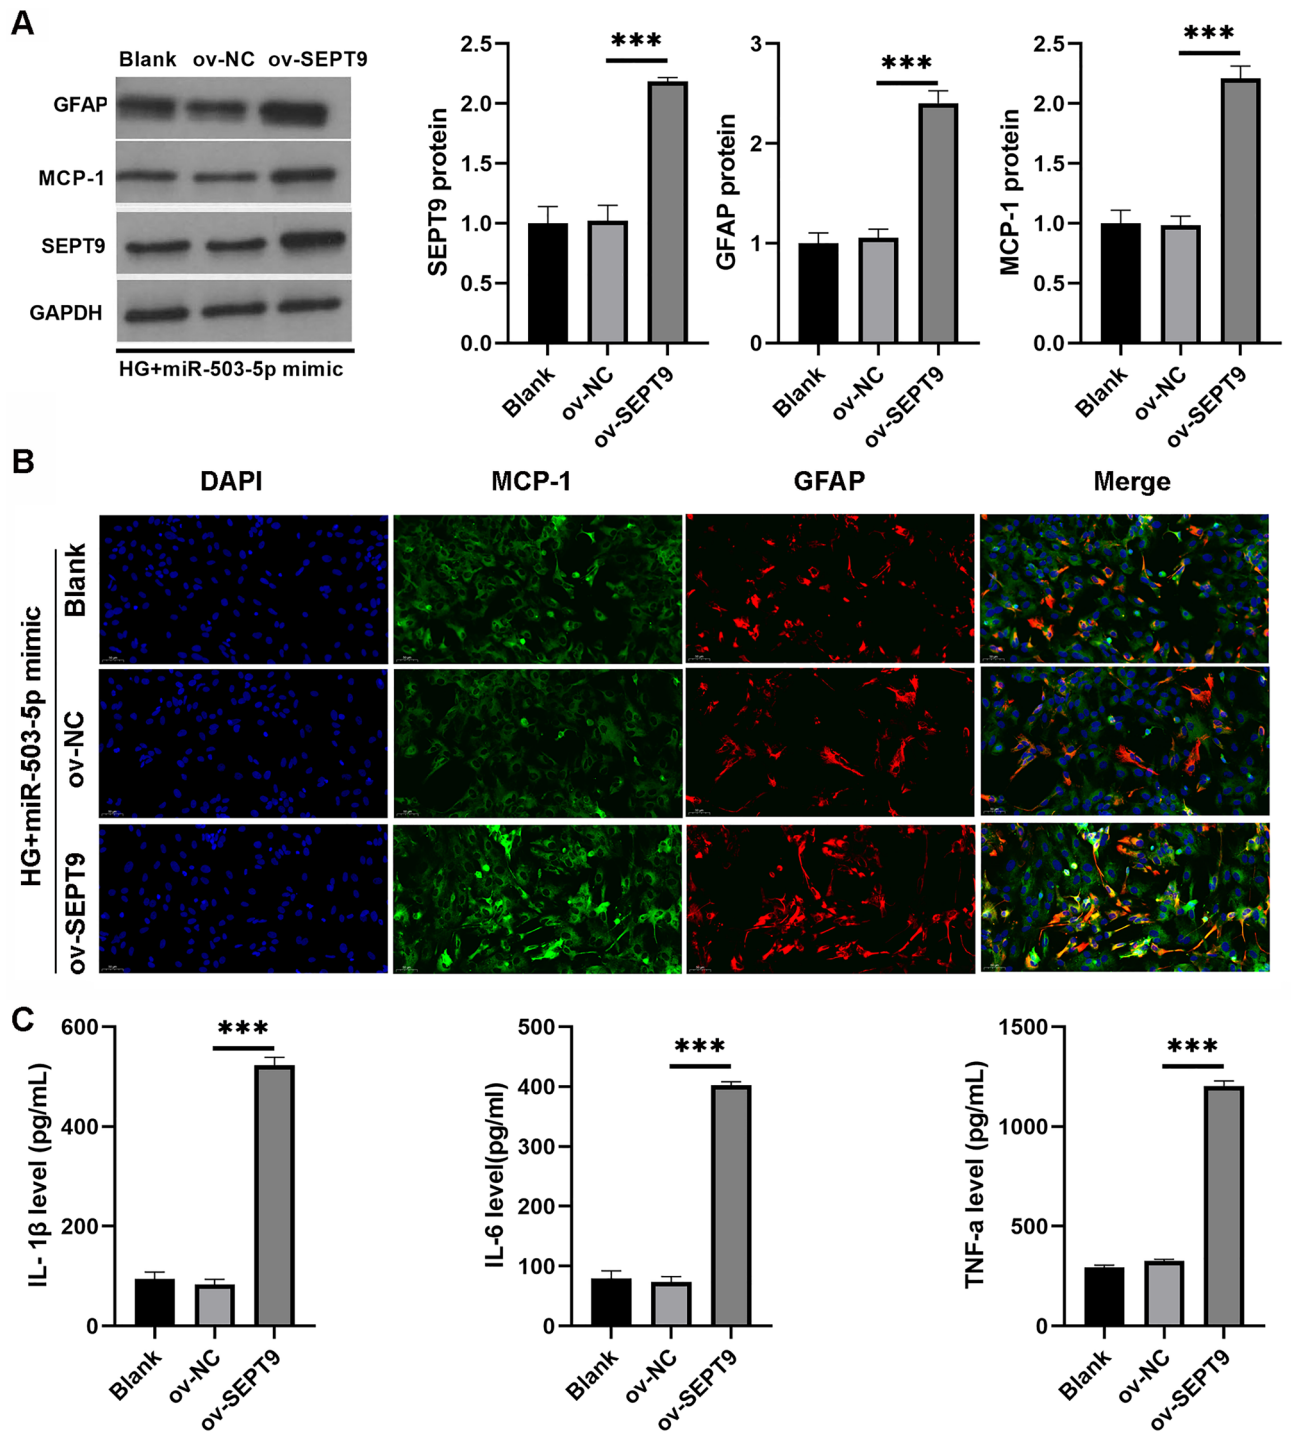 A
Blank ov-NC ov-SEPT9
GFAP
MCP-1
SEPT9
GAPDH
HG+miR-503-5p mimic
SEPT9 protein
2.5
2.0
1.5
1.0
0.5
0.0
***
Blank
ov-NC
ov-SEPT9
GFAP protein
3
2
1
0
***
Blank
ov-NC
ov-SEPT9
MCP-1 protein
2.5
2.0
1.5
1.0
0.5
0.0
***
Blank
ov-NC
ov-SEPT9
B
DAPI MCP-1 GFAP Merge
HG+miR-503-5p mimic
Blank
ov-NC
ov-SEPT9
C
IL- 1β level (pg/mL)
600
400
200
0
***
Blank
ov-NC
ov-SEPT9
IL-6 level(pg/ml)
500
400
300
200
100
0
***
Blank
ov-NC
ov-SEPT9
TNF-a level (pg/mL)
1500
1000
500
0
***
Blank
ov-NC
ov-SEPT9